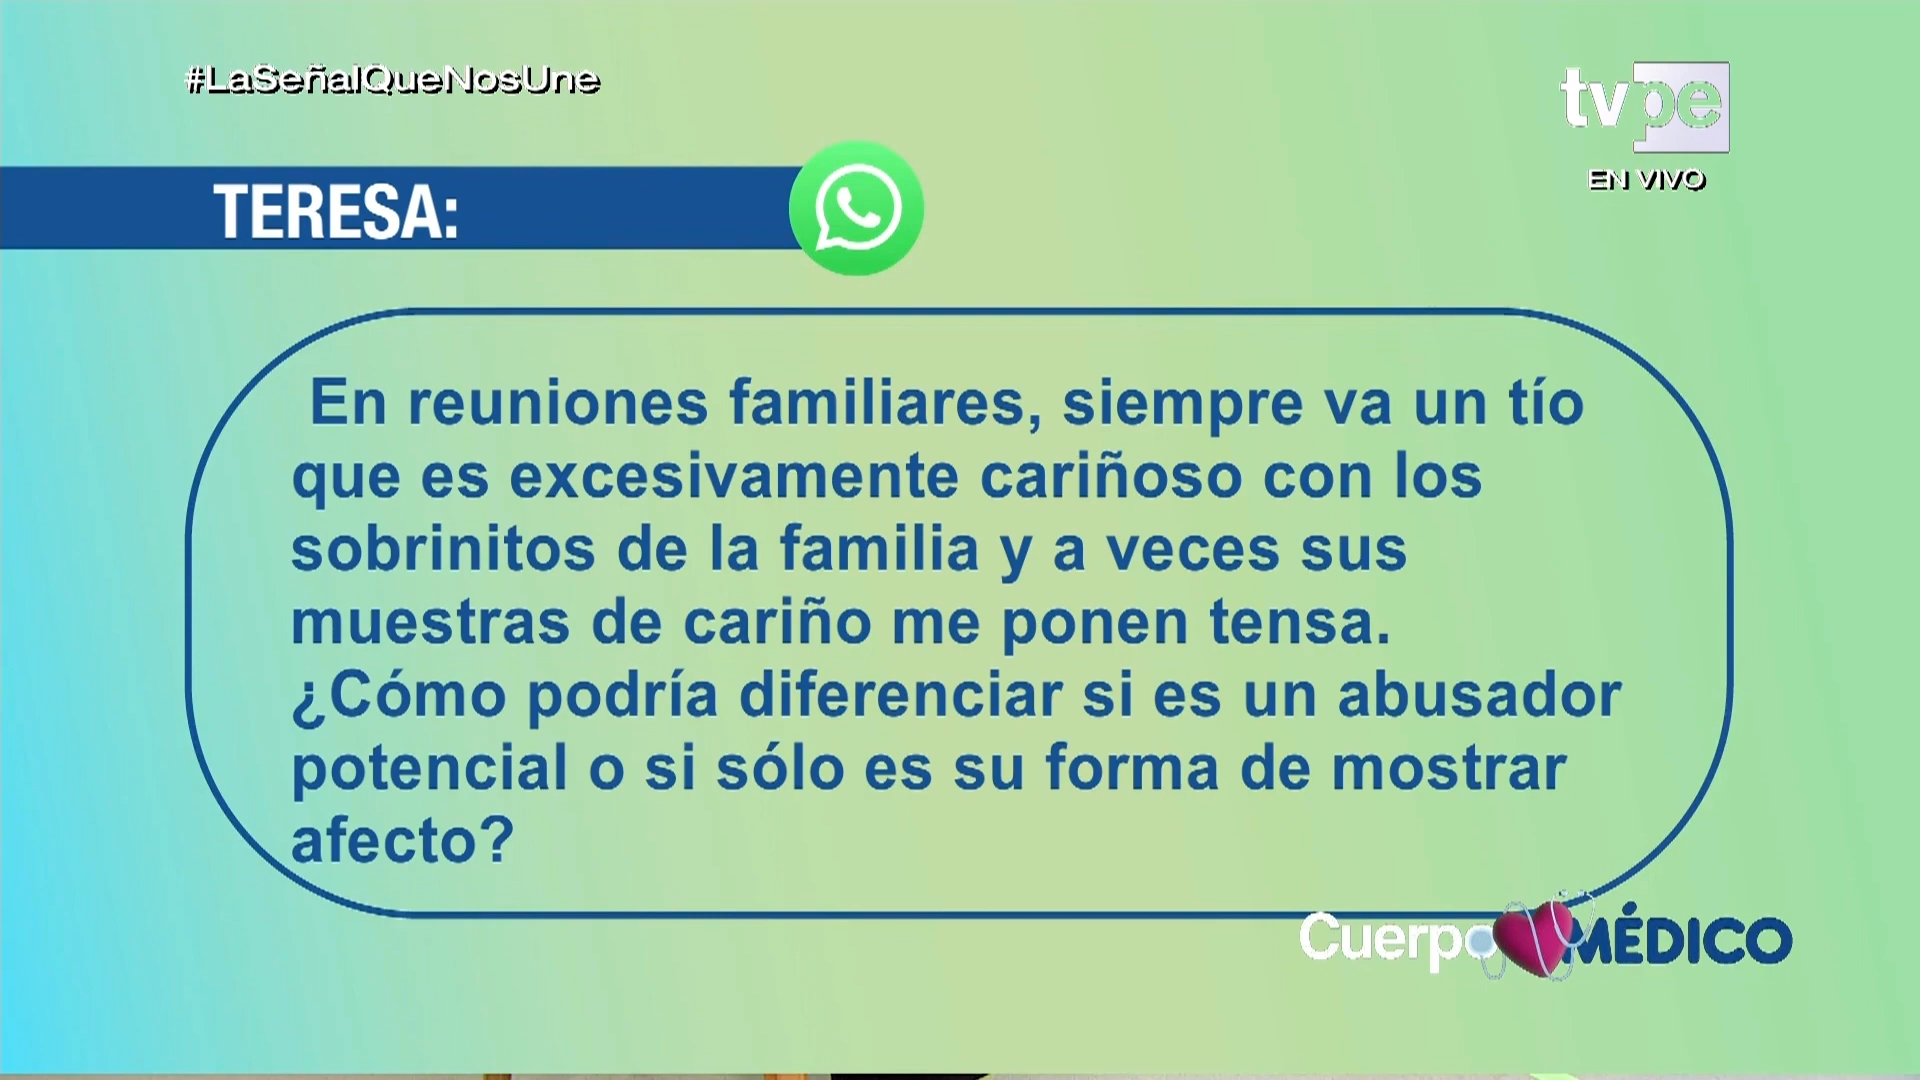 #LaSeñalQueNosUne
tvpe
EN VIVO
TERESA:
En reuniones familiares, siempre va un tío
que es excesivamente cariñoso con los
sobrinitos de la familia y a veces sus
muestras de cariño me ponen tensa.
¿Cómo podría diferenciar si es un abusador
potencial o si sólo es su forma de mostrar
afecto?
Cuerpo MÉDICO